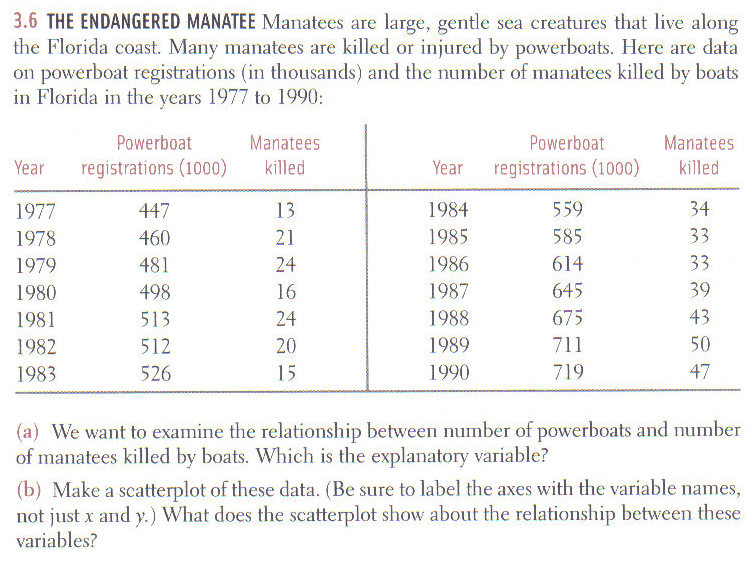 3.6 THE ENDANGERED MANATEE Manatees are large, gentle sea creatures that live along
the Florida coast. Many manatees are killed or injured by powerboats. Here are data
on powerboat registrations (in thousands) and the number of manatees killed by boats
in Florida in the years 1977 to 1990:
Powerboat Manatees Powerboat Manatees
Year registrations (1000) killed Year registrations (1000) killed
1977 447 13 1984 559 34
1978 460 21 1985 585 33
1979 481 24 1986 614 33
1980 498 16 1987 645 39
1981 513 24 1988 675 43
1982 512 20 1989 711 50
1983 526 15 1990 719 47
(a) We want to examine the relationship between number of powerboats and number
of manatees killed by boats. Which is the explanatory variable?
(b) Make a scatterplot of these data. (Be sure to label the axes with the variable names,
not just x and y.) What does the scatterplot show about the relationship between these
variables?